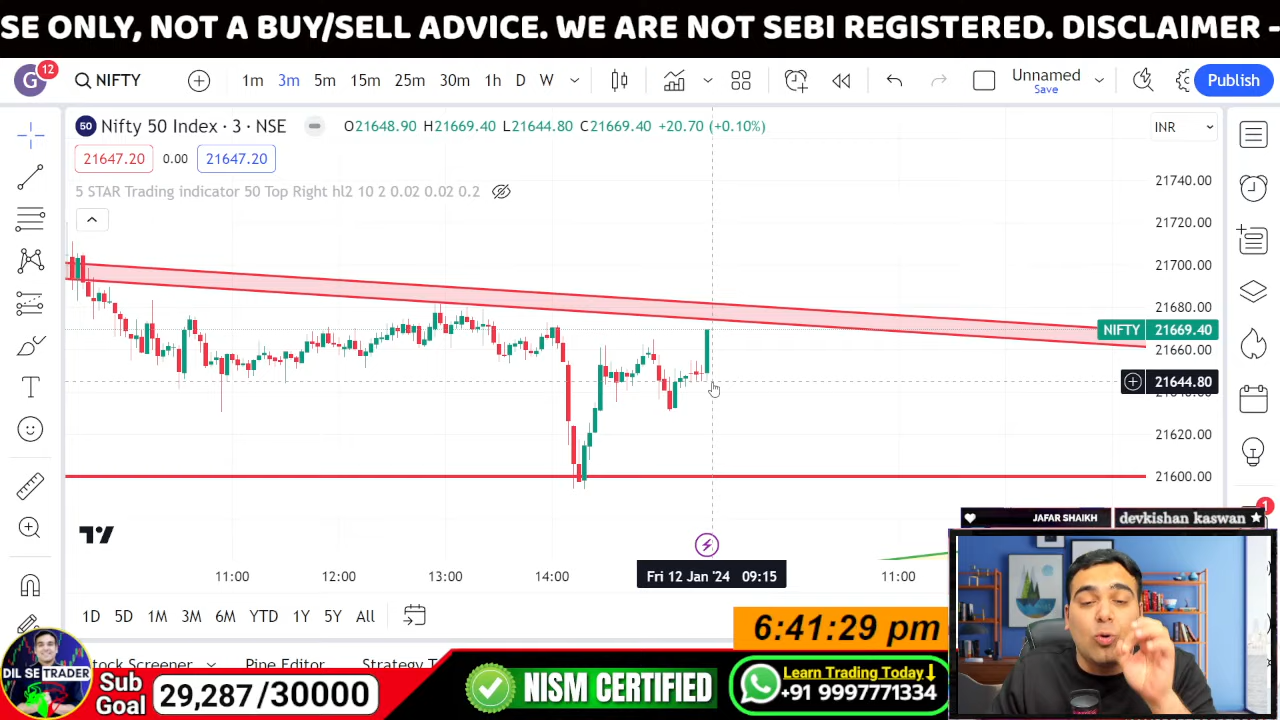 SE ONLY, NOT A BUY/SELL ADVICE. WE ARE NOT SEBI REGISTERED. DISCLAIMER -
G 12 NIFTY 1m 3m 5m 15m 25m 30m 1h D W Unnamed Save Publish
50 Nifty 50 Index · 3 · NSE O21648.90 H21669.40 L21644.80 C21669.40 +20.70 (+0.10%) INR
21647.20 0.00 21647.20
5 STAR Trading indicator 50 Top Right hl2 10 2 0.02 0.02 0.2
21740.00
21720.00
21700.00
21680.00
NIFTY 21669.40
21660.00
21644.80
21620.00
21600.00
1
JAFAR SHAIKH devkishan kaswan
11:00 12:00 13:00 14:00 Fri 12 Jan '24 09:15 11:00
1D 5D 1M 3M 6M YTD 1Y 5Y All
6:41:29 pm
tock Screener Pine Editor Strategy T
DIL SE TRADER
Sub Goal 29,287/30000
NISM CERTIFIED
Learn Trading Today
+91 9997771334